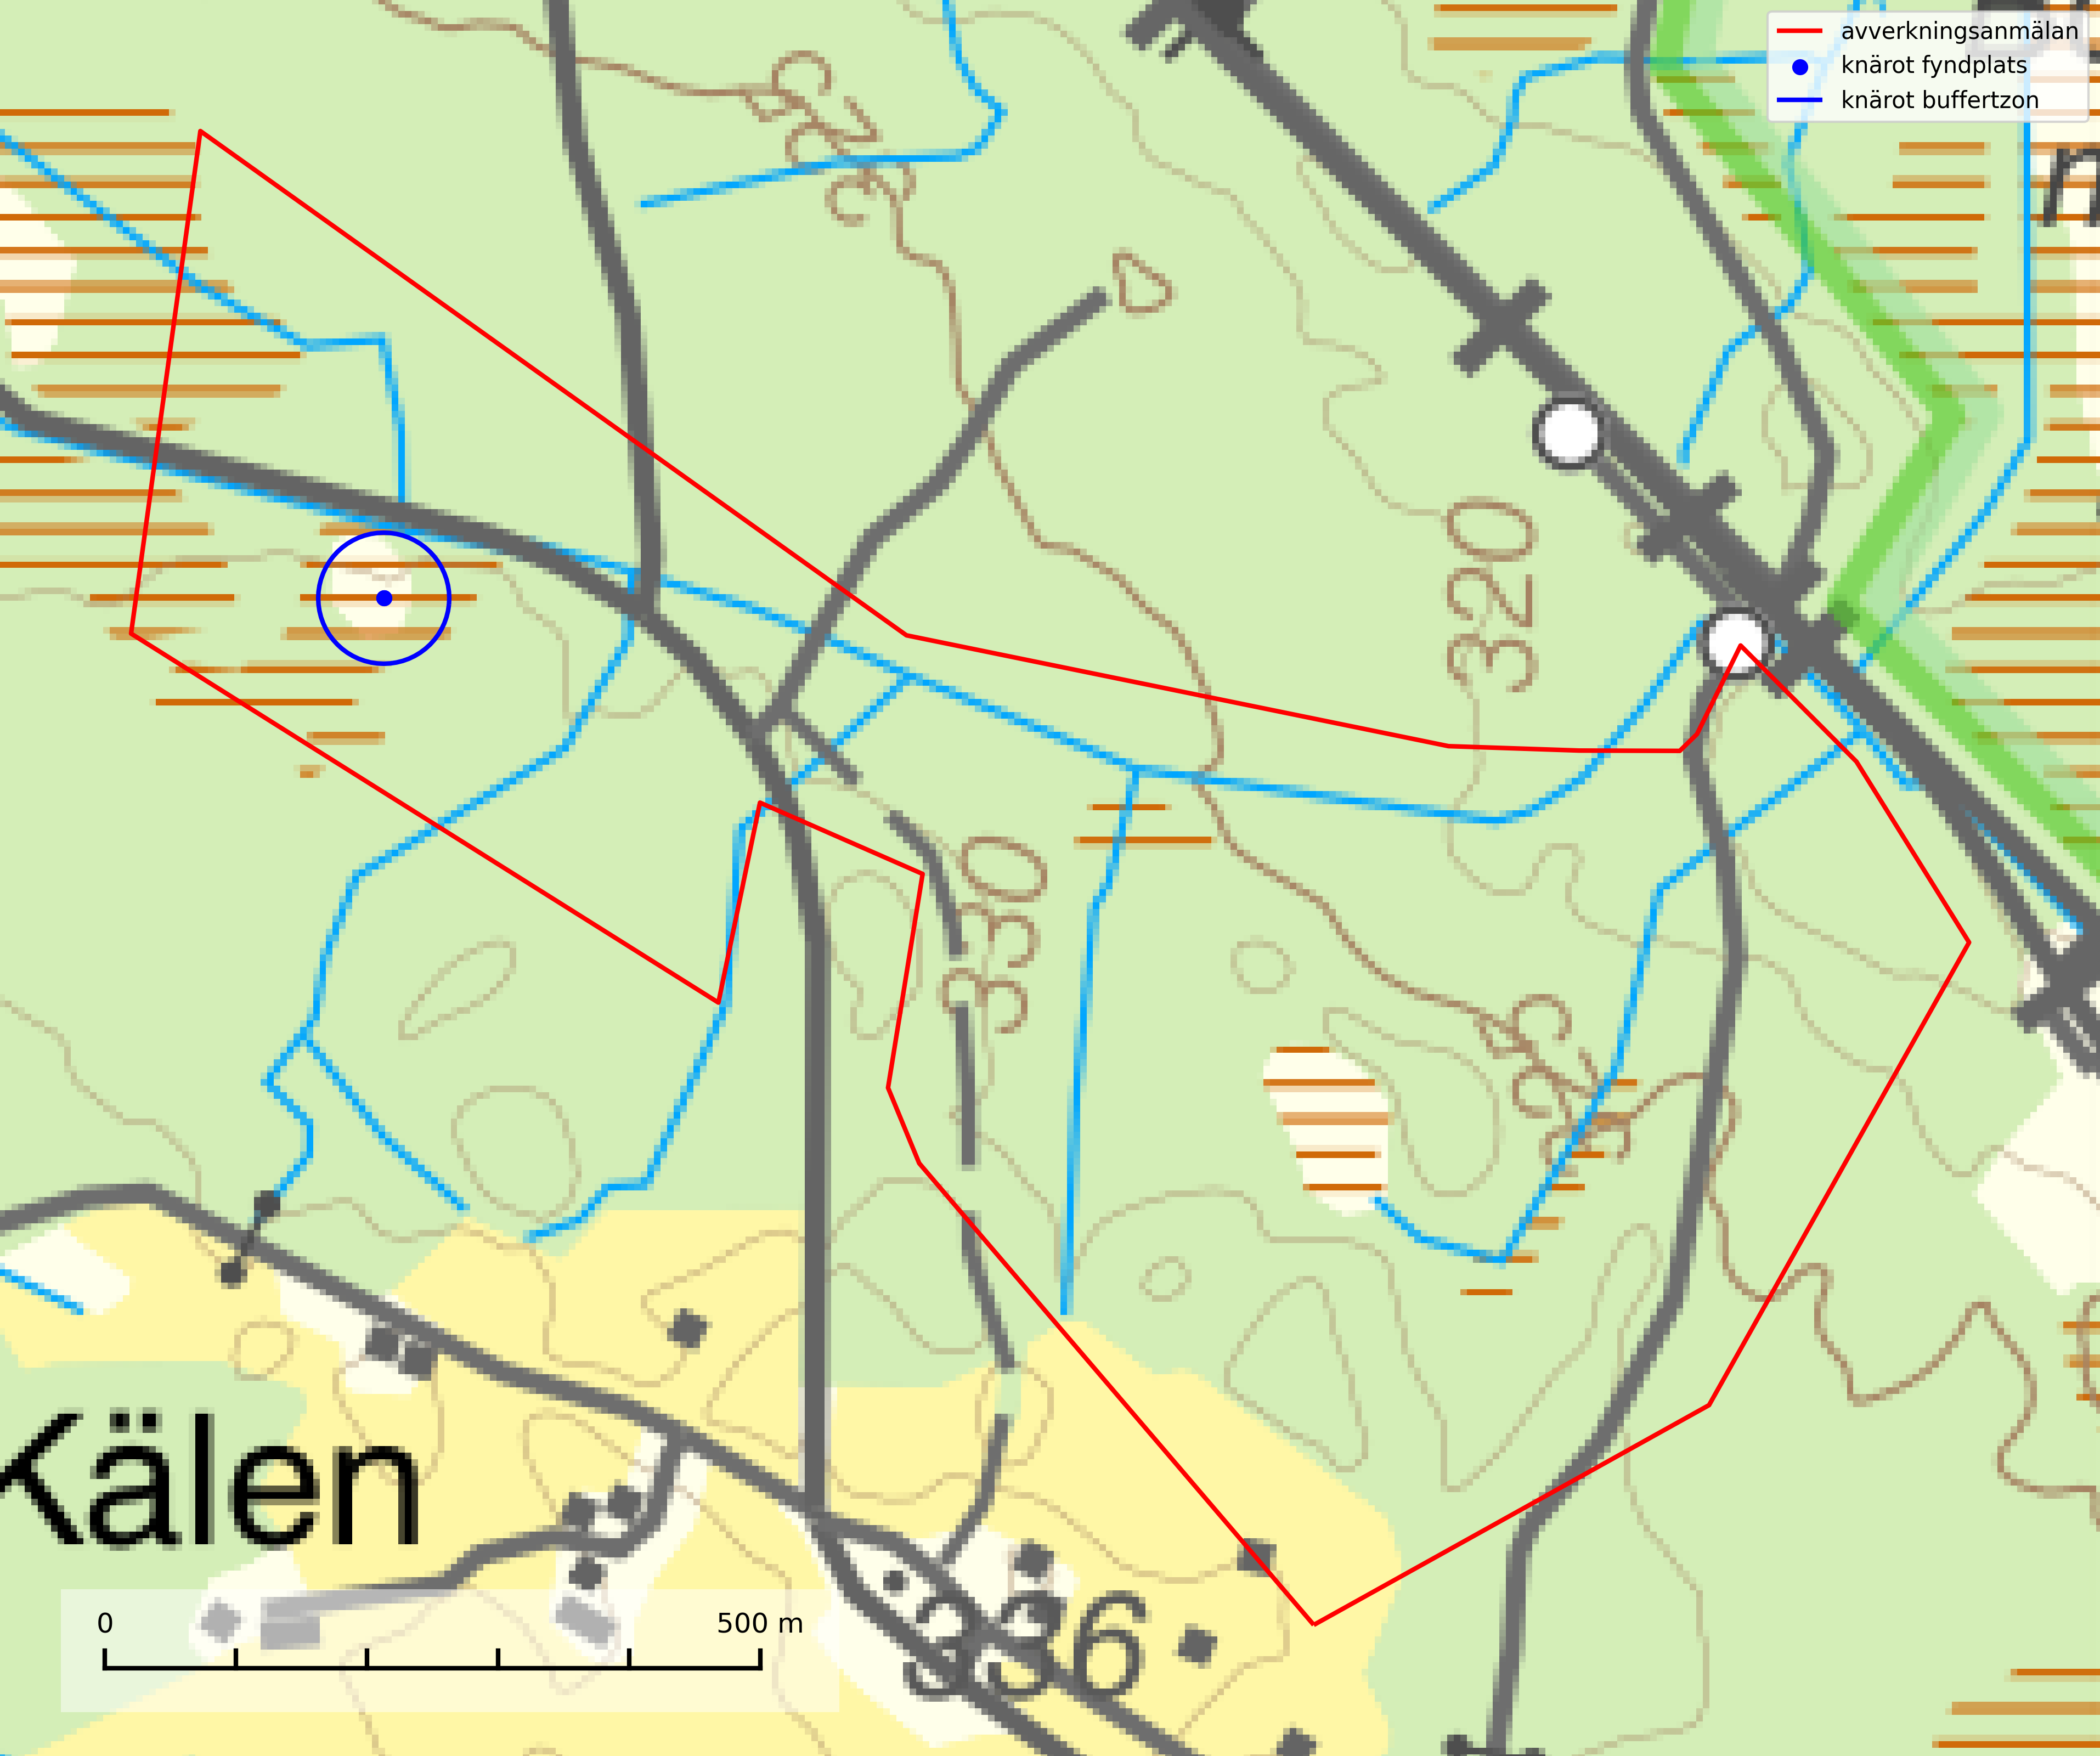 avverkningsanmälan
knärot fyndplats
knärot buffertzon
320
330
Kälen
336
0
500 m